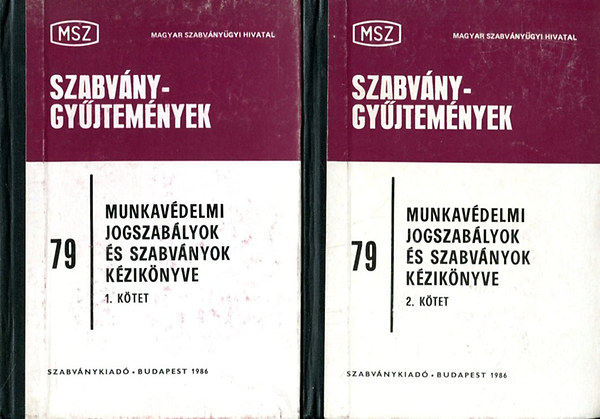 MSZ
MAGYAR SZABVÁNYÜGYI HIVATAL
SZABVÁNY-
GYŰJTEMÉNYEK
79
MUNKAVÉDELMI
JOGSZABÁLYOK
ÉS SZABVÁNYOK
KÉZIKÖNYVE
1. KÖTET
SZABVÁNYKIADÓ • BUDAPEST 1986
MSZ
MAGYAR SZABVÁNYÜGYI HIVATAL
SZABVÁNY-
GYŰJTEMÉNYEK
79
MUNKAVÉDELMI
JOGSZABÁLYOK
ÉS SZABVÁNYOK
KÉZIKÖNYVE
2. KÖTET
SZABVÁNYKIADÓ • BUDAPEST 1986